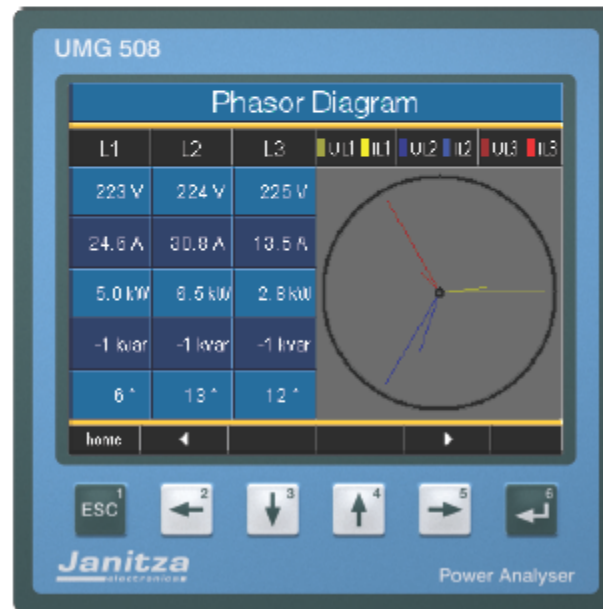 UMG 508
Phasor Diagram
L1 L2 L3 UL1 IL1 UL2 IL2 UL3 IL3
223 V 224 V 225 V
24.6 A 30.8 A 13.5 A
5.0 kW 6.5 kW 2.8 kW
-1 kvar -1 kvar -1 kvar
6 ° 13 ° 12 °
home
ESC 1 2 3 4 5 6
Janitza
electronics
Power Analyser